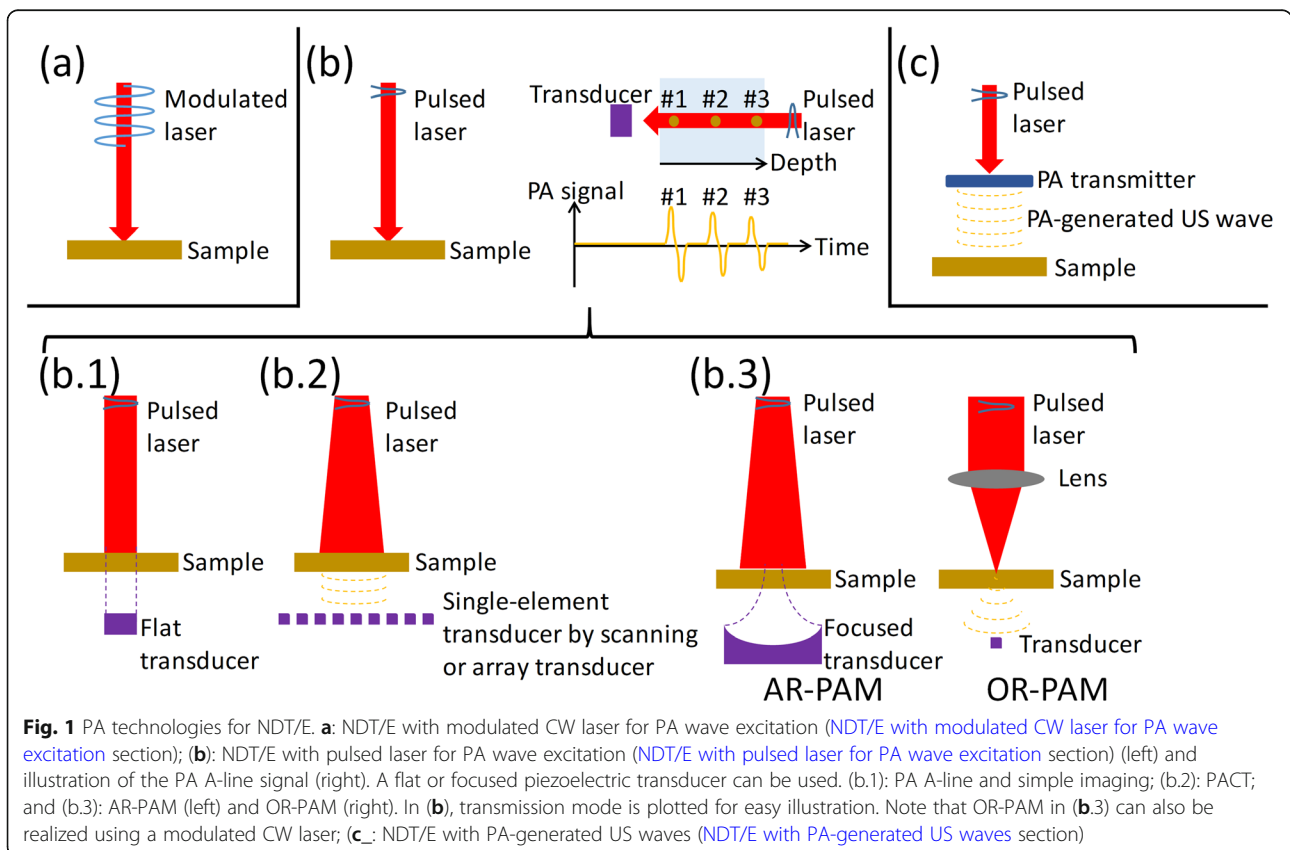 (a)
Modulated
laser
Sample
(b)
Pulsed
laser
Sample
Transducer
#1 #2 #3
Pulsed
laser
Depth
PA signal
#1 #2 #3
Time
(c)
Pulsed
laser
PA transmitter
PA-generated US wave
Sample
(b.1)
Pulsed
laser
Sample
Flat
transducer
(b.2)
Pulsed
laser
Sample
Single-element
transducer by scanning
or array transducer
(b.3)
Pulsed
laser
Sample
Focused
transducer
AR-PAM
Pulsed
laser
Lens
Sample
Transducer
OR-PAM
Fig. 1 PA technologies for NDT/E. a: NDT/E with modulated CW laser for PA wave excitation (NDT/E with modulated CW laser for PA wave
excitation section); (b): NDT/E with pulsed laser for PA wave excitation (NDT/E with pulsed laser for PA wave excitation section) (left) and
illustration of the PA A-line signal (right). A flat or focused piezoelectric transducer can be used. (b.1): PA A-line and simple imaging; (b.2): PACT;
and (b.3): AR-PAM (left) and OR-PAM (right). In (b), transmission mode is plotted for easy illustration. Note that OR-PAM in (b.3) can also be
realized using a modulated CW laser; (c_: NDT/E with PA-generated US waves (NDT/E with PA-generated US waves section)